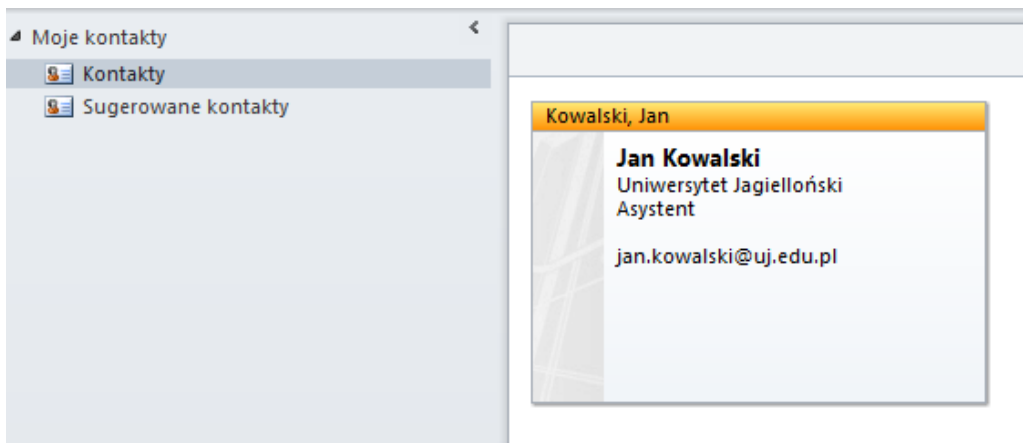 Moje kontakty
Kontakty
Sugerowane kontakty
Kowalski, Jan
Jan Kowalski
Uniwersytet Jagielloński
Asystent
jan.kowalski@uj.edu.pl